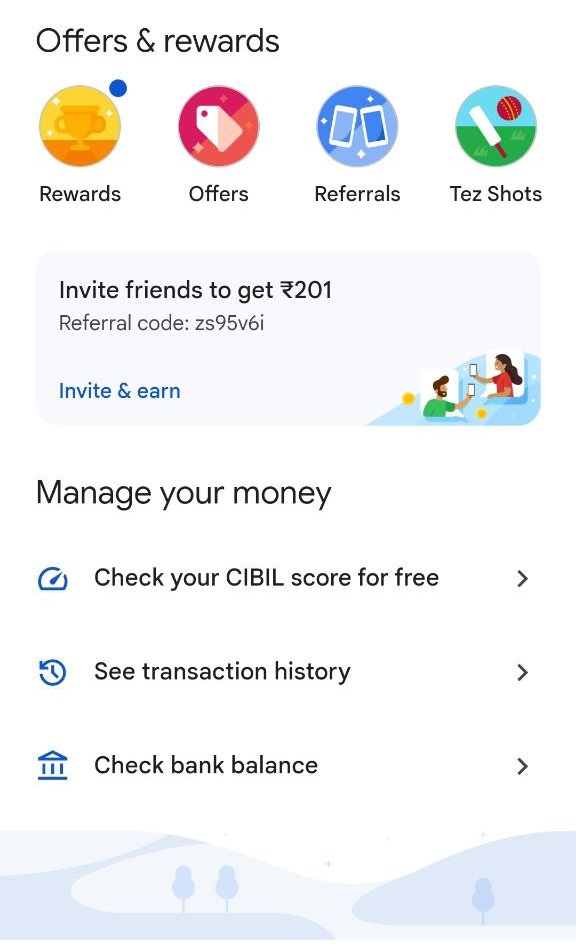 Offers & rewards
Rewards
Offers
Referrals
Tez Shots
Invite friends to get ₹201
Referral code: zs95v6i
Invite & earn
Manage your money
Check your CIBIL score for free
See transaction history
Check bank balance